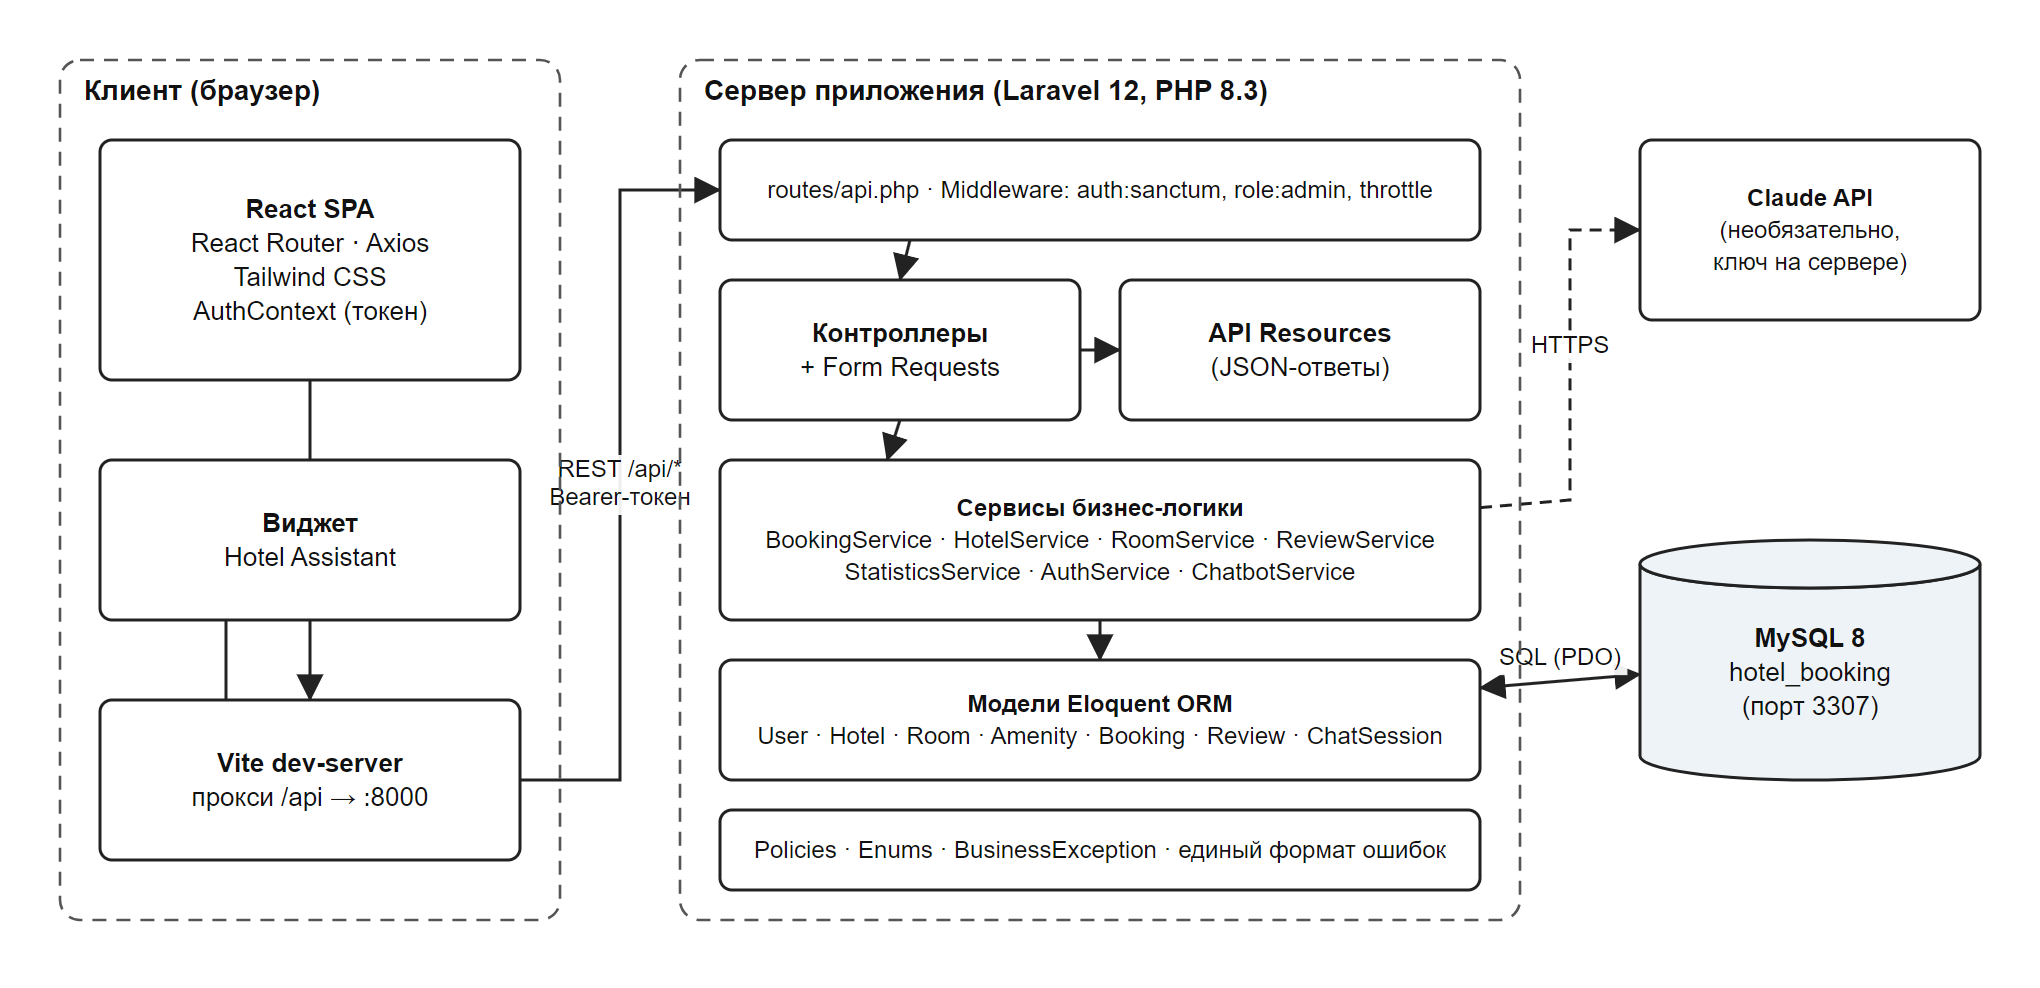 Клиент (браузер)
React SPA
React Router · Axios
Tailwind CSS
AuthContext (токен)
Виджет
Hotel Assistant
Vite dev-server
прокси /api → :8000
REST /api/*
Bearer-токен
Сервер приложения (Laravel 12, PHP 8.3)
routes/api.php · Middleware: auth:sanctum, role:admin, throttle
Контроллеры
+ Form Requests
API Resources
(JSON-ответы)
Сервисы бизнес-логики
BookingService · HotelService · RoomService · ReviewService
StatisticsService · AuthService · ChatbotService
Модели Eloquent ORM
User · Hotel · Room · Amenity · Booking · Review · ChatSession
Policies · Enums · BusinessException · единый формат ошибок
HTTPS
Claude API
(необязательно,
ключ на сервере)
SQL (PDO)
MySQL 8
hotel_booking
(порт 3307)